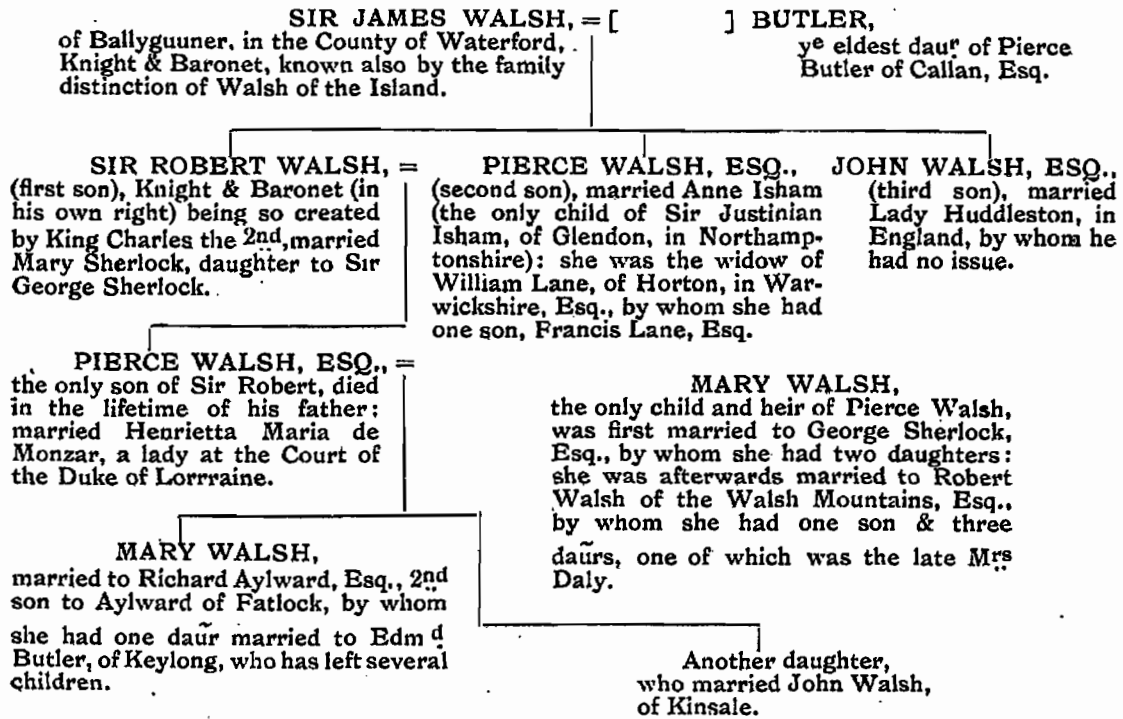 SIR JAMES WALSH, = [ ] BUTLER,
of Ballyguuner, in the County of Waterford,
Knight & Baronet, known also by the family
distinction of Walsh of the Island.
ye eldest daur of Pierce
Butler of Callan, Esq.
SIR ROBERT WALSH, =
(first son), Knight & Baronet (in
his own right) being so created
by King Charles the 2nd, married
Mary Sherlock, daughter to Sir
George Sherlock.
PIERCE WALSH, ESQ.,
(second son), married Anne Isham
(the only child of Sir Justinian
Isham, of Glendon, in Northamp-
tonshire): she was the widow of
William Lane, of Horton, in War-
wickshire, Esq., by whom she had
one son, Francis Lane, Esq.
JOHN WALSH, ESQ.,
(third son), married
Lady Huddleston, in
England, by whom he
had no issue.
PIERCE WALSH, ESQ., =
the only son of Sir Robert, died
in the lifetime of his father:
married Henrietta Maria de
Monzar, a lady at the Court of
the Duke of Lorrraine.
MARY WALSH,
the only child and heir of Pierce Walsh,
was first married to George Sherlock,
Esq., by whom she had two daughters:
she was afterwards married to Robert
Walsh of the Walsh Mountains, Esq.,
by whom she had one son & three
daũrs, one of which was the late Mrs
Daly.
MARY WALSH,
married to Richard Aylward, Esq., 2nd
son to Aylward of Fatlock, by whom
she had one daũr married to Edmd
Butler, of Keylong, who has left several
children.
Another daughter,
who married John Walsh,
of Kinsale.